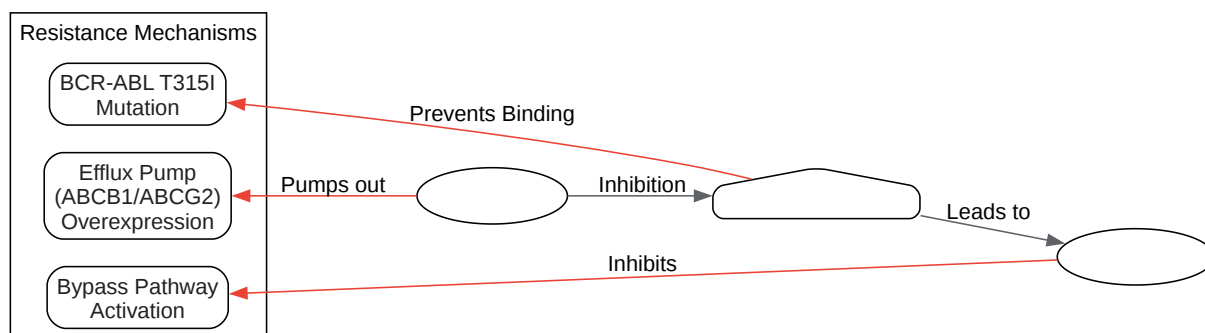 Resistance Mechanisms
BCR-ABL T315I
Mutation
Prevents Binding
Efflux Pump
(ABCB1/ABCG2)
Overexpression
Pumps out
Inhibition
Leads to
Inhibits
Bypass Pathway
Activation